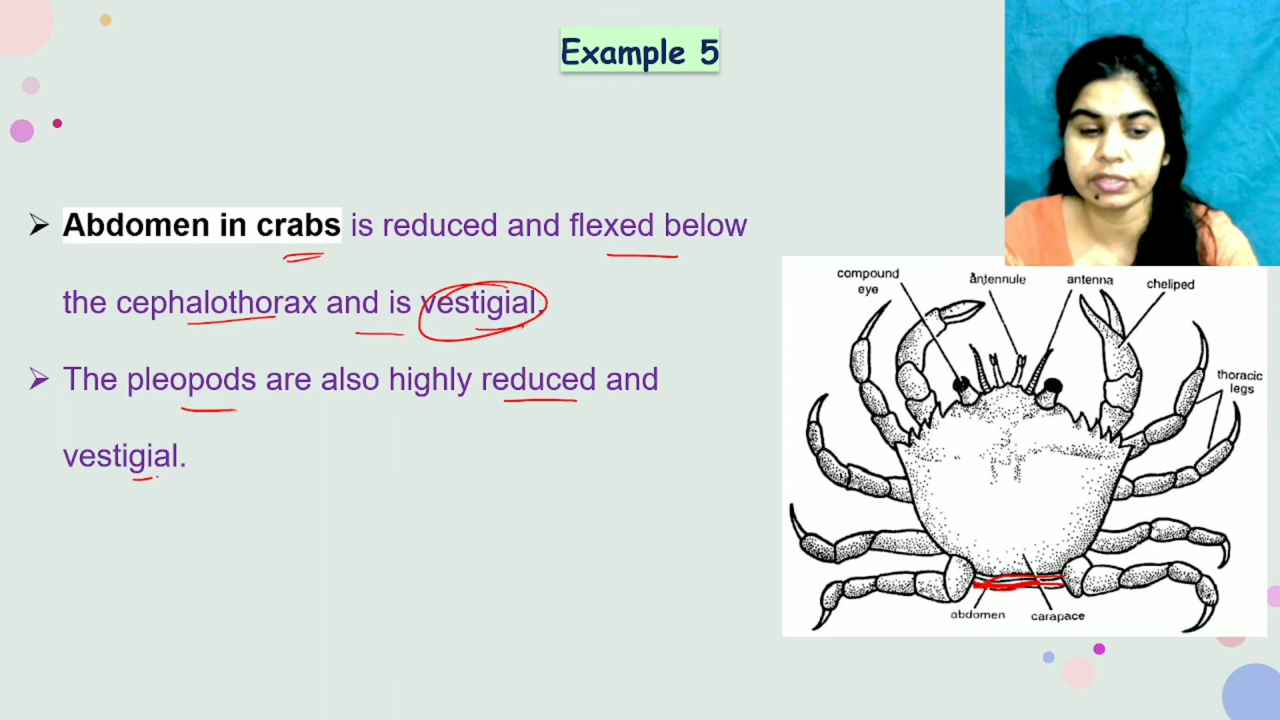 Example 5
➢ Abdomen in crabs is reduced and flexed below
the cephalothorax and is vestigial.
➢ The pleopods are also highly reduced and
vestigial.
compound
eye
antennule
antenna
cheliped
thoracic
legs
abdomen
carapace